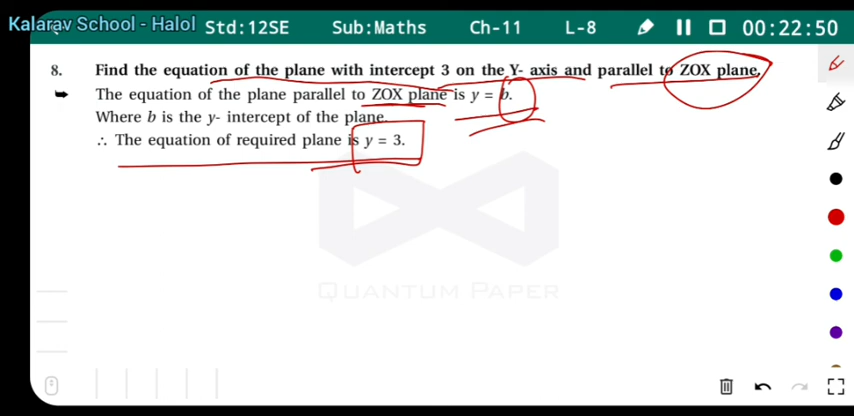 Kalarav School - Halol Std:12SE Sub:Maths Ch-11 L-8 00:22:50
8. Find the equation of the plane with intercept 3 on the Y- axis and parallel to ZOX plane.
➥ The equation of the plane parallel to ZOX plane is y = b.
Where b is the y- intercept of the plane.
∴ The equation of required plane is y = 3.
QUANTUM PAPER